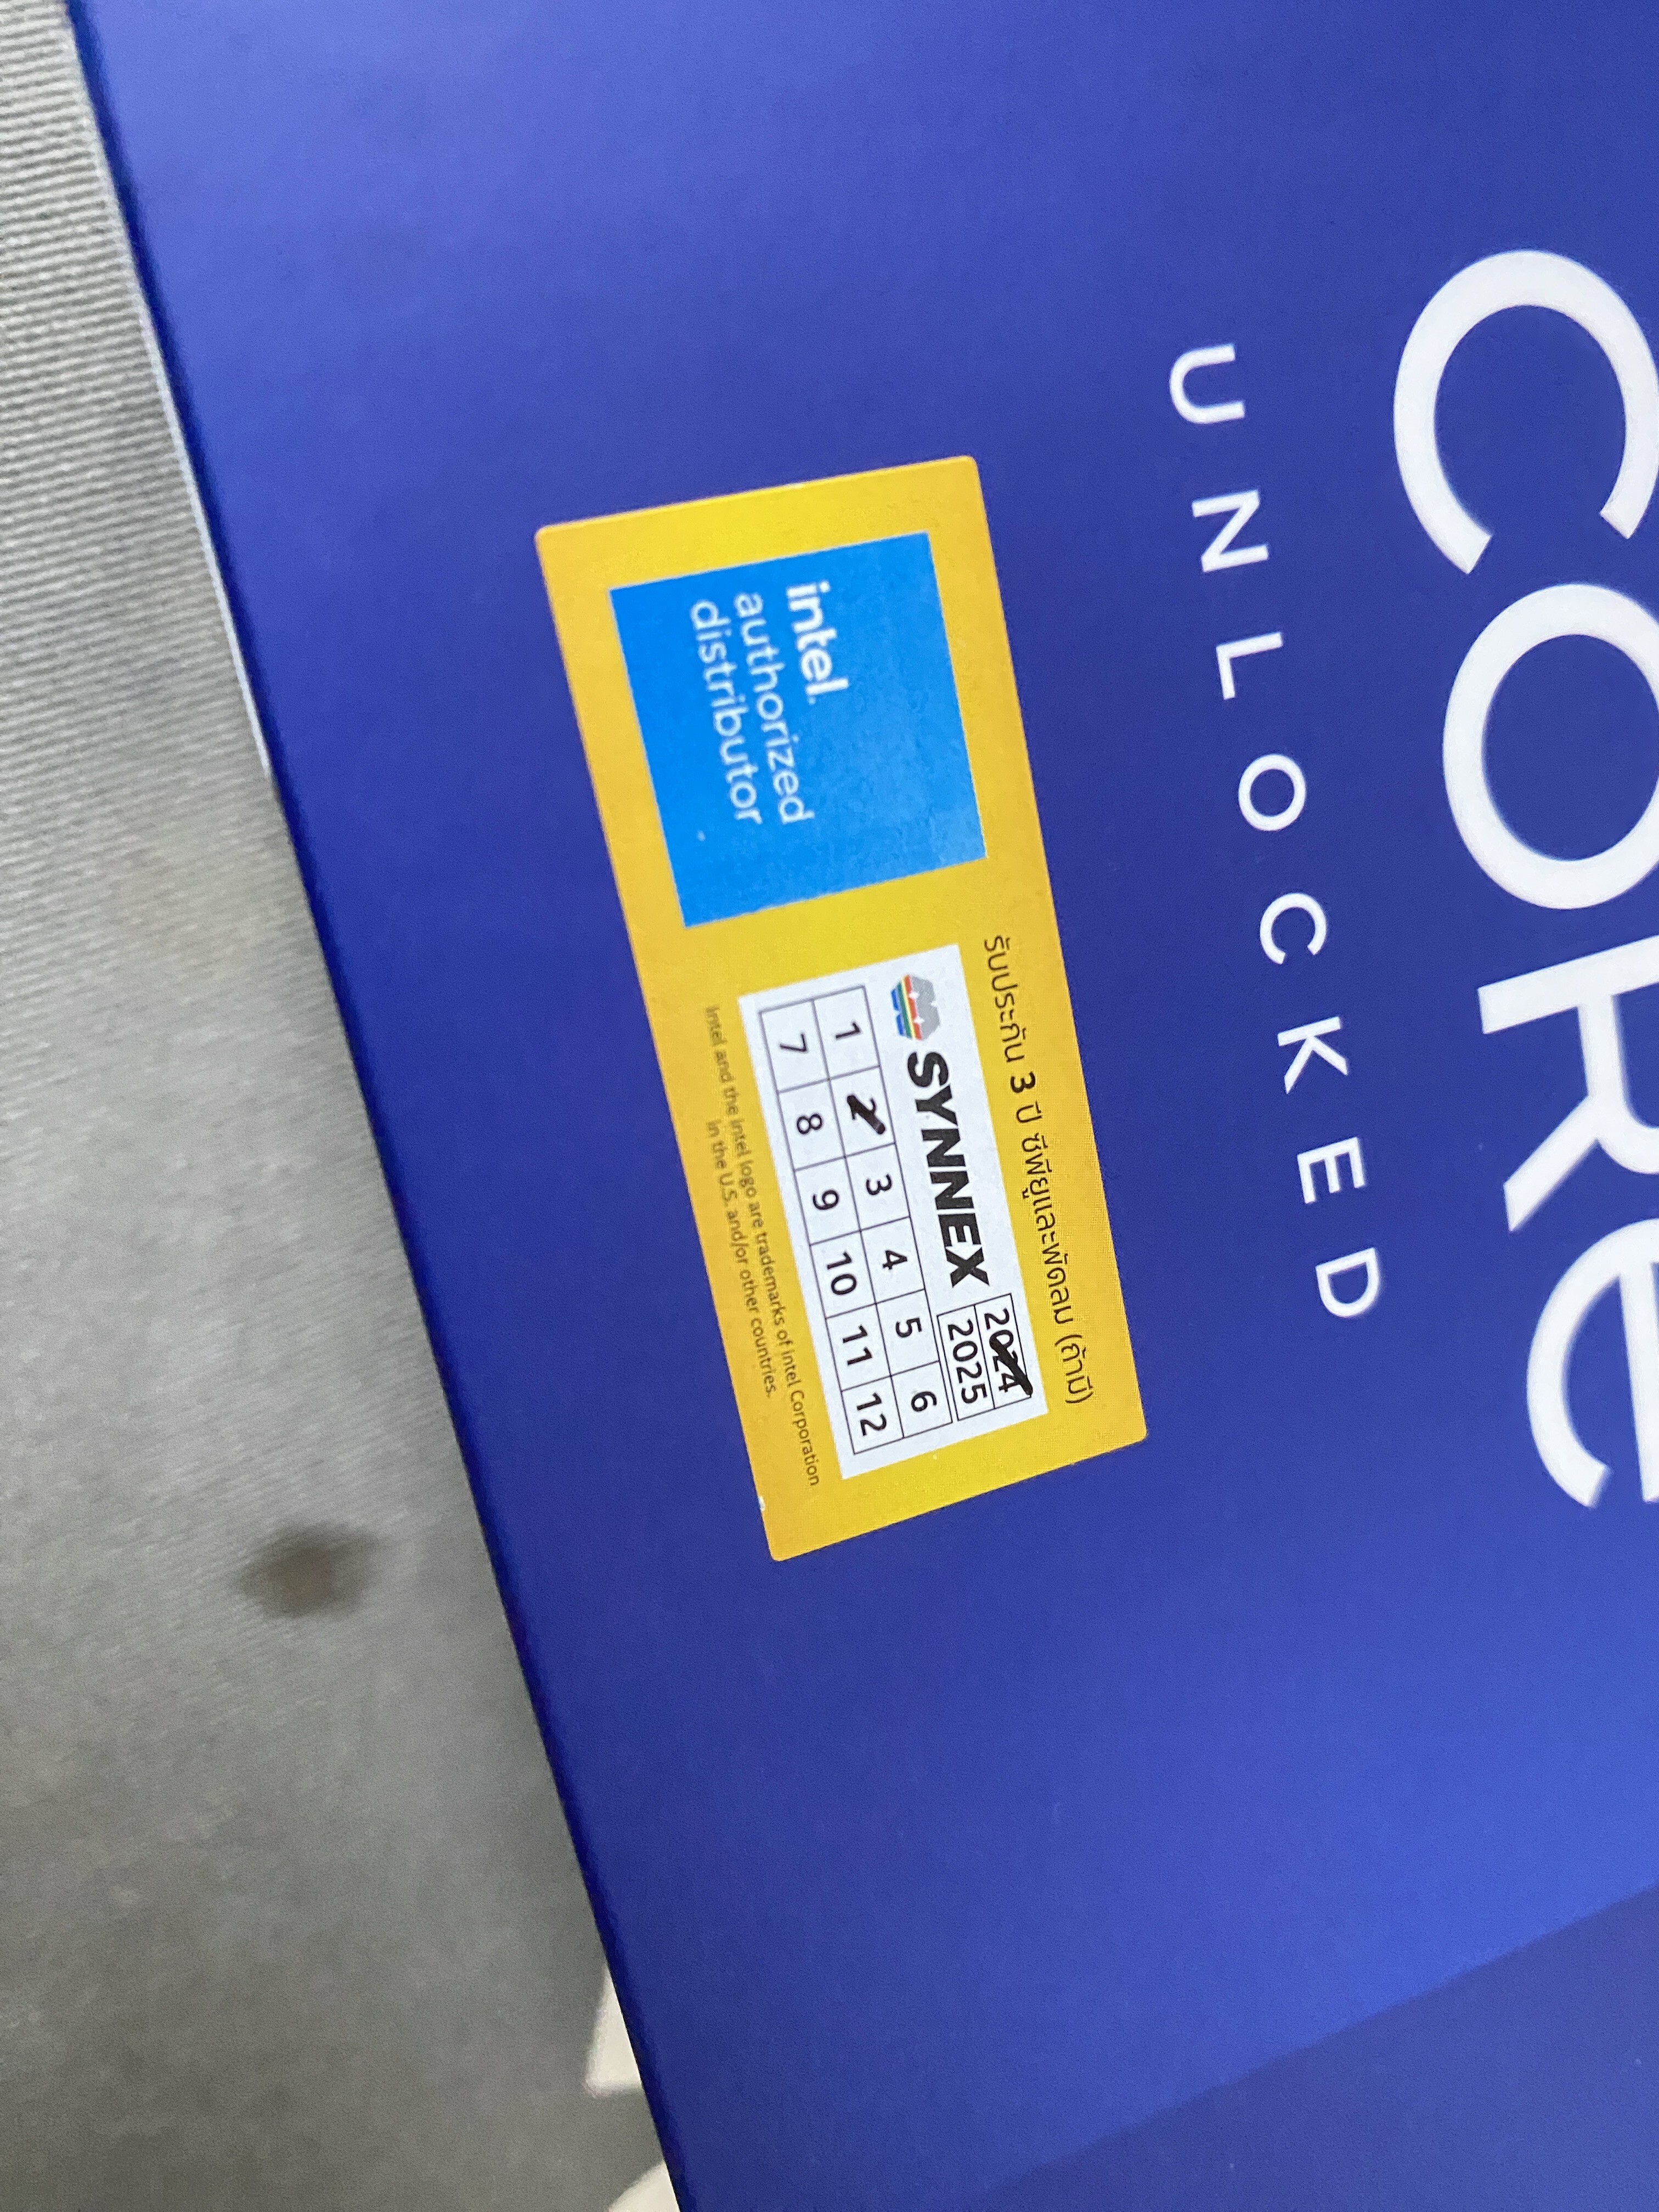 CORe
UNLOCKED
รับประกัน 3 ปี ซีพียูและพัดลม (ถ้ามี)
intel.
authorized
distributor
SYNNEX
2024
2025
1 2 3 4 5 6
7 8 9 10 11 12
Intel and the Intel logo are trademarks of Intel Corporation
in the U.S. and/or other countries.